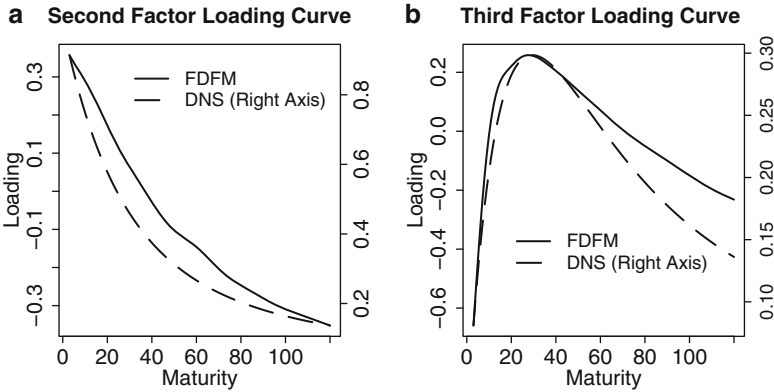 a Second Factor Loading Curve
FDFM
DNS (Right Axis)
Loading
0.3
0.1
−0.1
−0.3
0.8
0.6
0.4
0.2
0 20 40 60 80 100
Maturity
b Third Factor Loading Curve
Loading
0.2
0.0
−0.2
−0.4
−0.6
0.30
0.25
0.20
0.15
0.10
FDFM
DNS (Right Axis)
0 20 40 60 80 100
Maturity